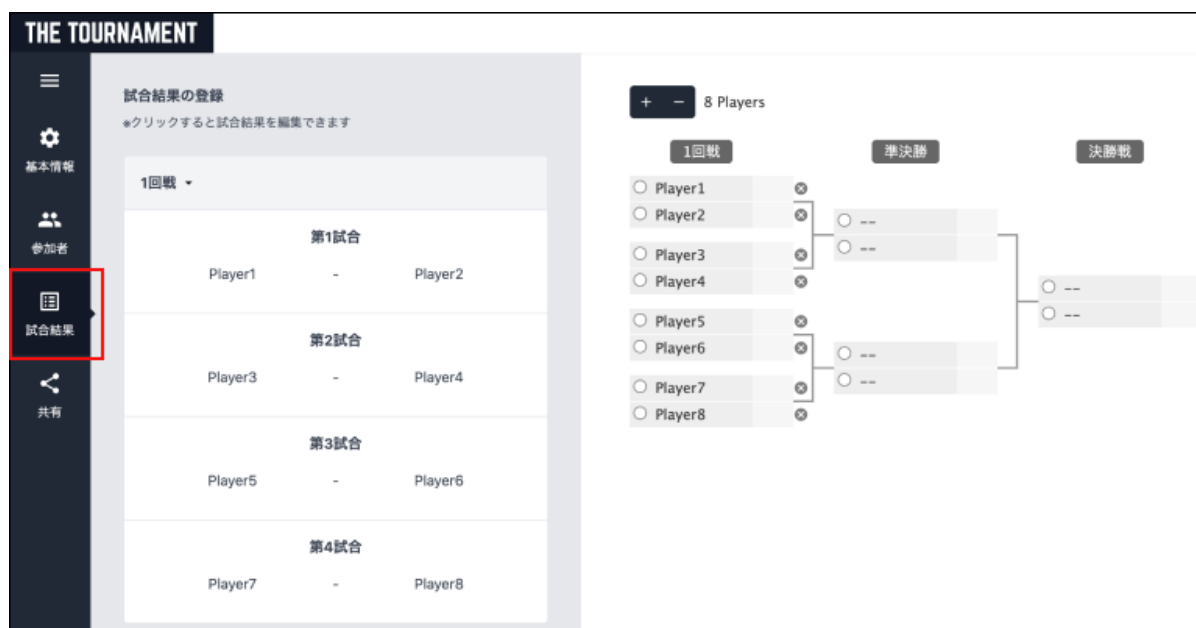 THE TOURNAMENT
基本情報
参加者
試合結果
共有
試合結果の登録
※クリックすると試合結果を編集できます
1回戦
第1試合
Player1 - Player2
第2試合
Player3 - Player4
第3試合
Player5 - Player6
第4試合
Player7 - Player8
+ − 8 Players
1回戦 準決勝 決勝戦
Player1
Player2
Player3
Player4
Player5
Player6
Player7
Player8
--
--
--
--
--
--